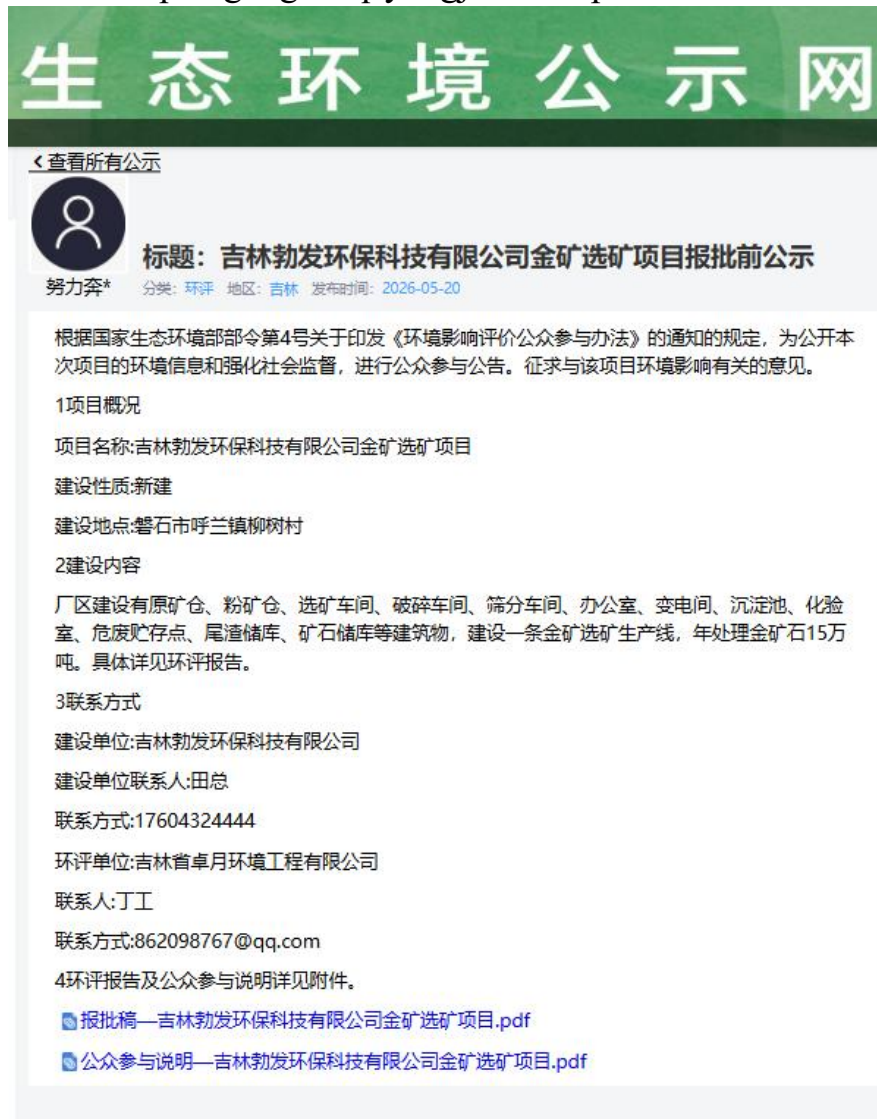 生态环境公示网
查看所有公示
标题：吉林勃发环保科技有限公司金矿选矿项目报批前公示
努力奔*
分类：环评 地区：吉林 发布时间：2026-05-20
根据国家生态环境部部令第4号关于印发《环境影响评价公众参与办法》的通知的规定，为公开本
次项目的环境信息和强化社会监督，进行公众参与公告。征求与该项目环境影响有关的意见。
1项目概况
项目名称:吉林勃发环保科技有限公司金矿选矿项目
建设性质:新建
建设地点:磐石市呼兰镇柳树村
2建设内容
厂区建设有原矿仓、粉矿仓、选矿车间、破碎车间、筛分车间、办公室、变电间、沉淀池、化验
室、危废贮存点、尾渣储库、矿石储库等建筑物，建设一条金矿选矿生产线，年处理金矿石15万
吨。具体详见环评报告。
3联系方式
建设单位:吉林勃发环保科技有限公司
建设单位联系人:田总
联系方式:17604324444
环评单位:吉林省卓月环境工程有限公司
联系人:丁工
联系方式:862098767@qq.com
4环评报告及公众参与说明详见附件。
报批稿—吉林勃发环保科技有限公司金矿选矿项目.pdf
公众参与说明—吉林勃发环保科技有限公司金矿选矿项目.pdf